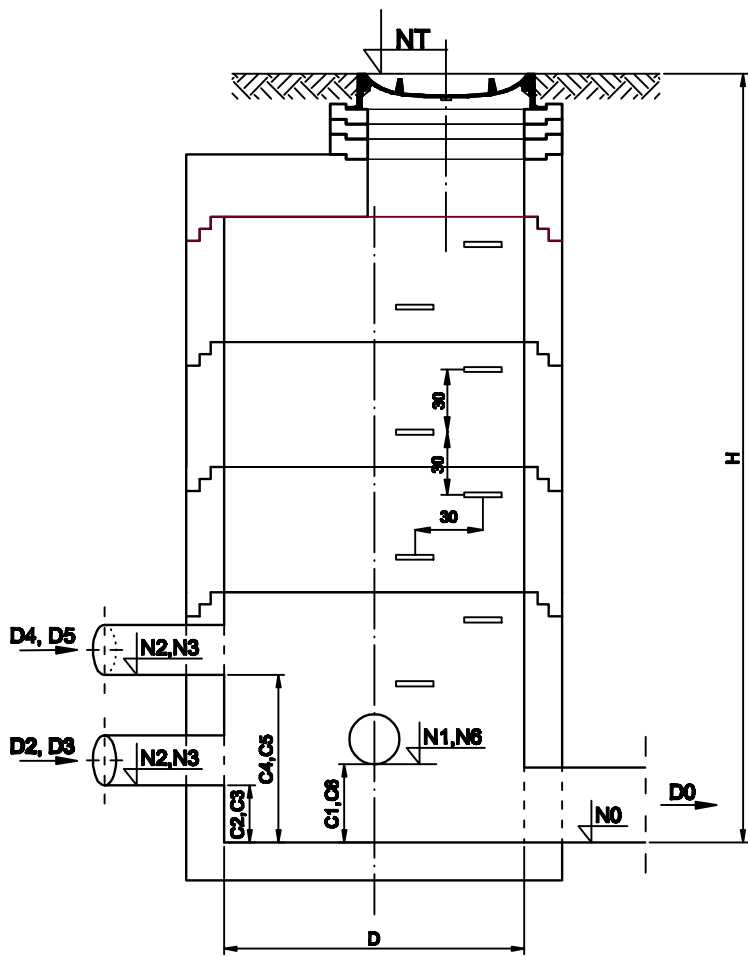 NT
30
30
30
H
D4, D5
N2,N3
D2, D3
N2,N3
C4,C5
C2,C3
C1,C6
N1,N6
D0
N0
D